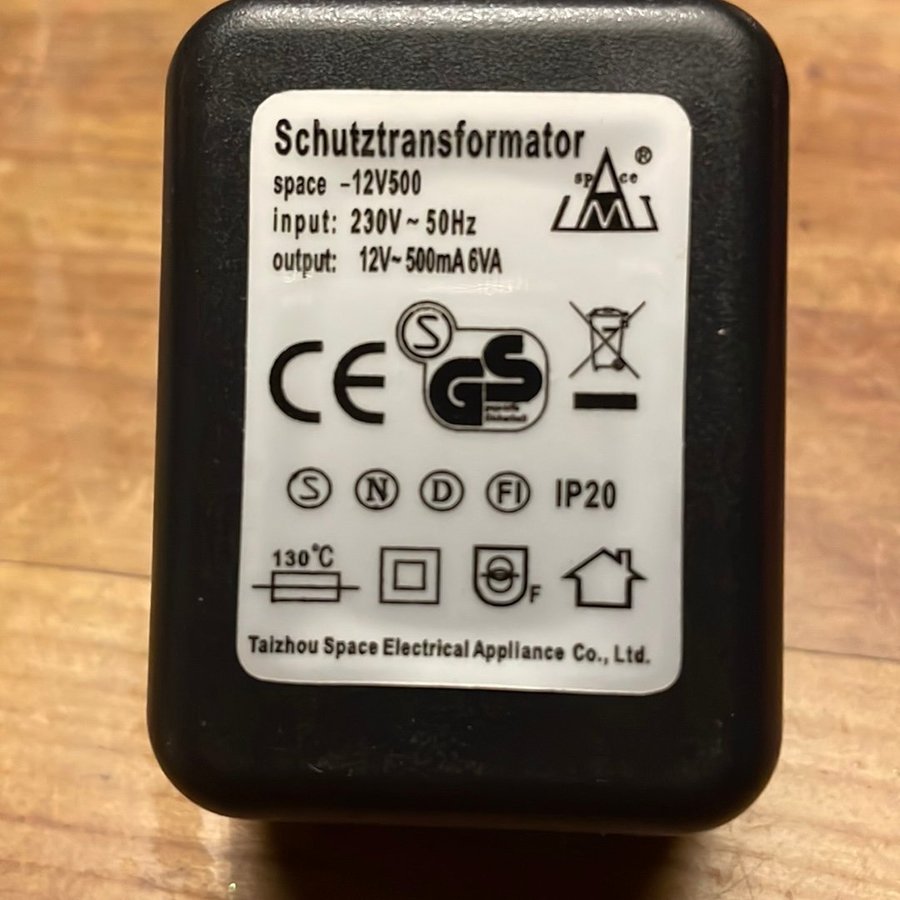 Schutztransformator
space ®
space -12V500
input: 230V ~ 50Hz
output: 12V~ 500mA 6VA
CE
S GS
S N D FI IP20
130°C
F
Taizhou Space Electrical Appliance Co., Ltd.